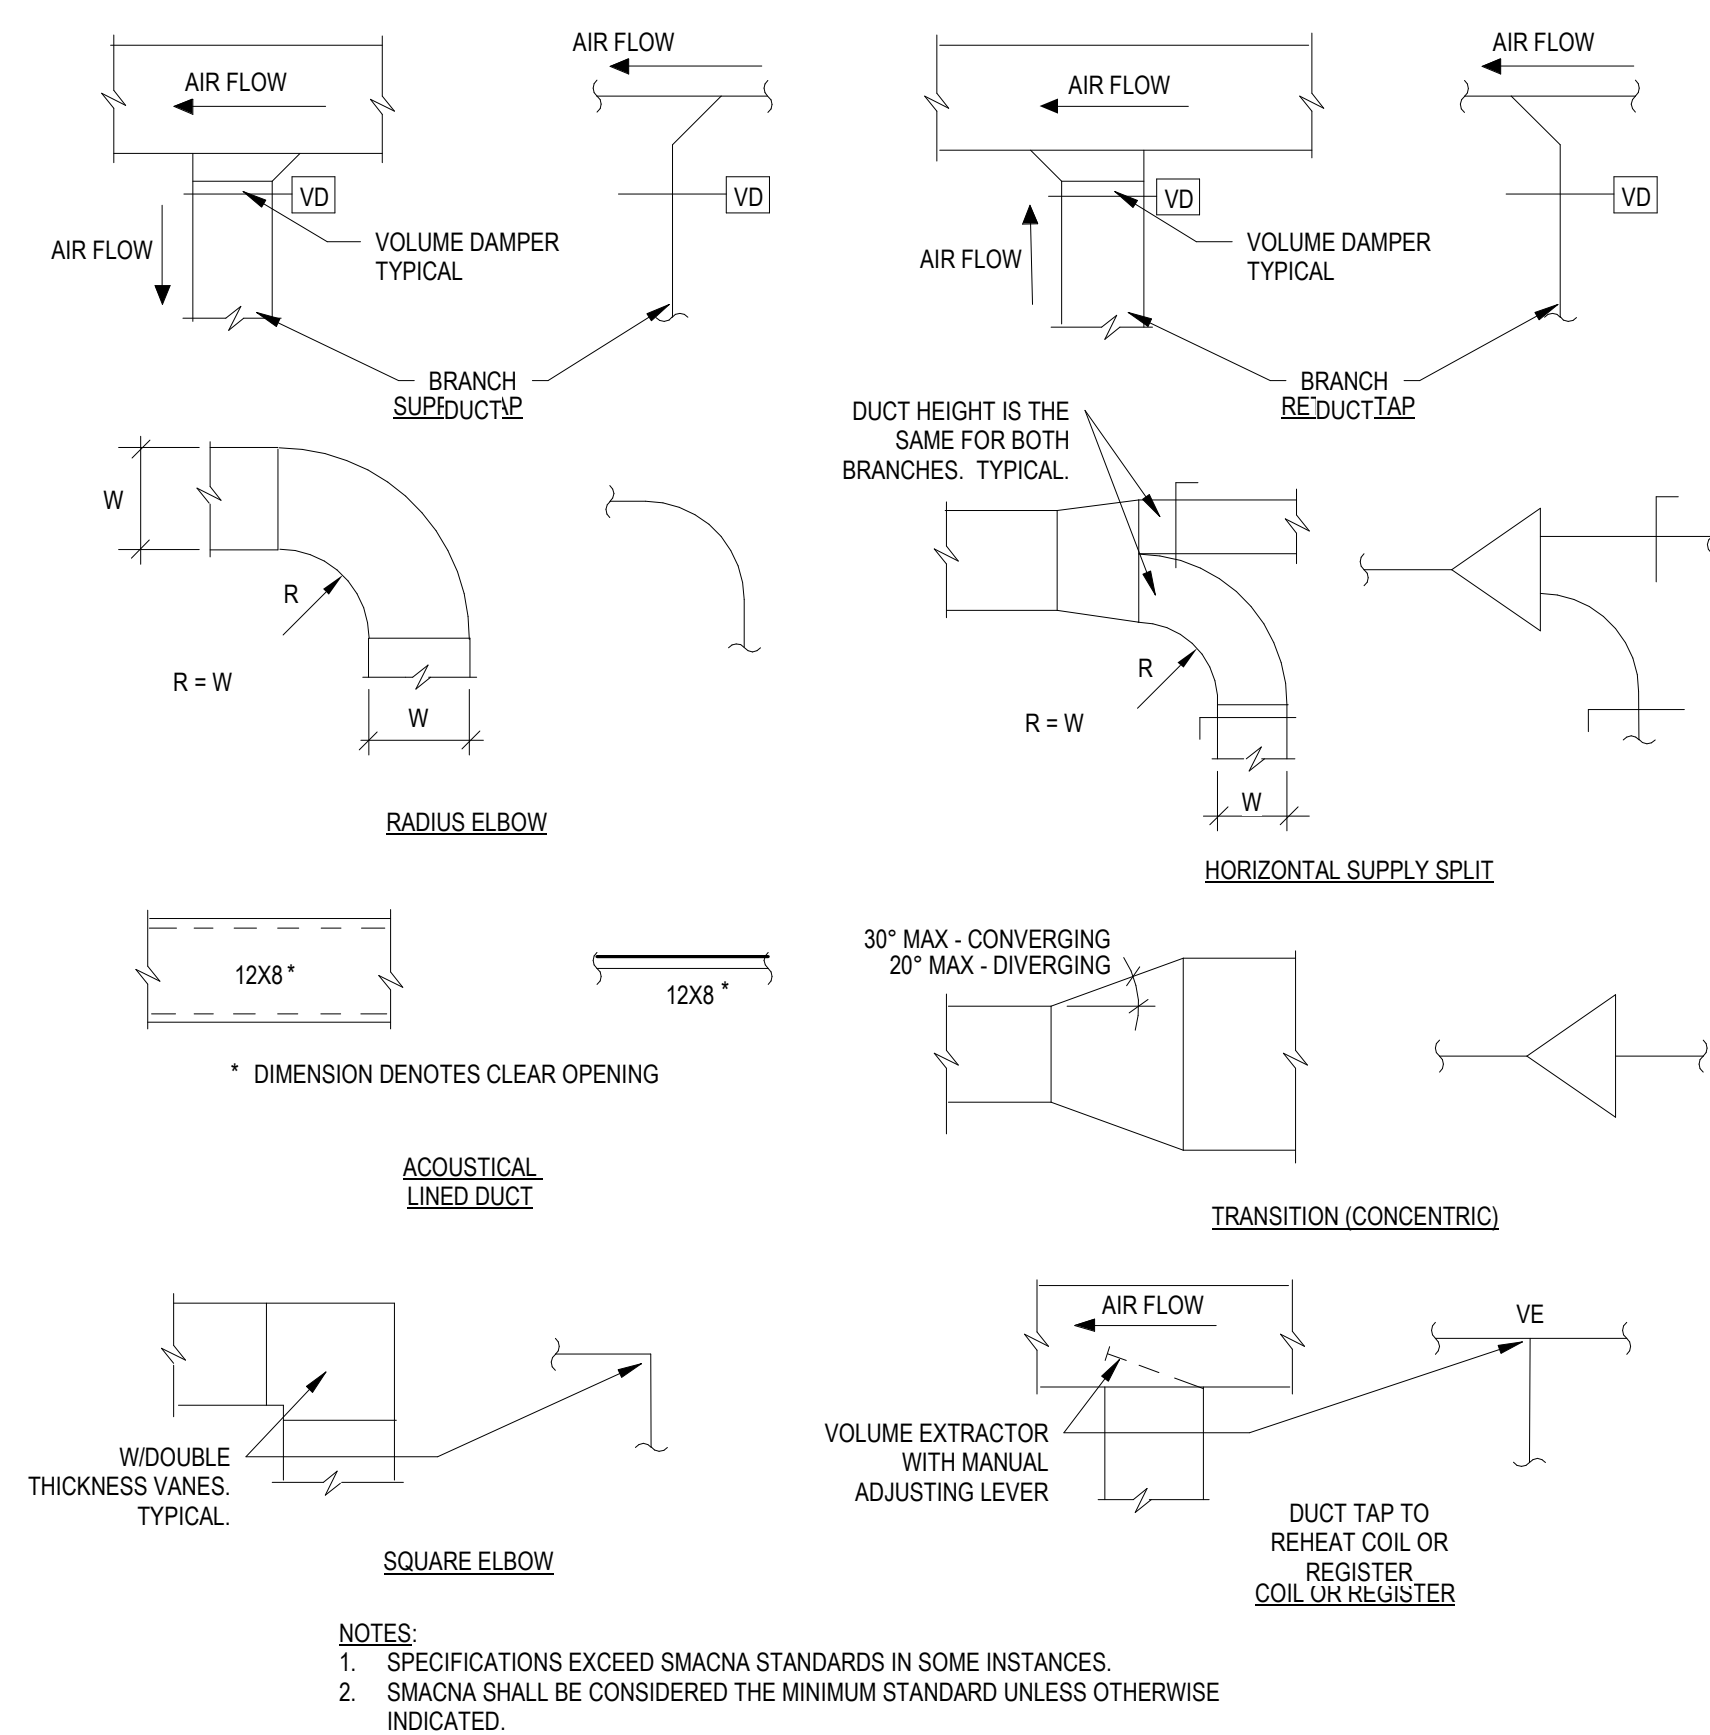 AIR FLOW
AIR FLOW
VD
VD
AIR FLOW
VOLUME DAMPER
TYPICAL
BRANCH
DUCT
AIR FLOW
AIR FLOW
VD
VD
AIR FLOW
VOLUME DAMPER
TYPICAL
BRANCH
DUCT
TAP
W
R
R = W
W
RADIUS ELBOW
DUCT HEIGHT IS THE
SAME FOR BOTH
BRANCHES. TYPICAL.
R
R = W
W
HORIZONTAL SUPPLY SPLIT
12X8 *
12X8 *
* DIMENSION DENOTES CLEAR OPENING
ACOUSTICAL
LINED DUCT
30° MAX - CONVERGING
20° MAX - DIVERGING
TRANSITION (CONCENTRIC)
W/DOUBLE
THICKNESS VANES.
TYPICAL.
SQUARE ELBOW
AIR FLOW
VE
VOLUME EXTRACTOR
WITH MANUAL
ADJUSTING LEVER
DUCT TAP TO
REHEAT COIL OR
REGISTER
COIL OR REGISTER
NOTES:
1. SPECIFICATIONS EXCEED SMACNA STANDARDS IN SOME INSTANCES.
2. SMACNA SHALL BE CONSIDERED THE MINIMUM STANDARD UNLESS OTHERWISE
INDICATED.